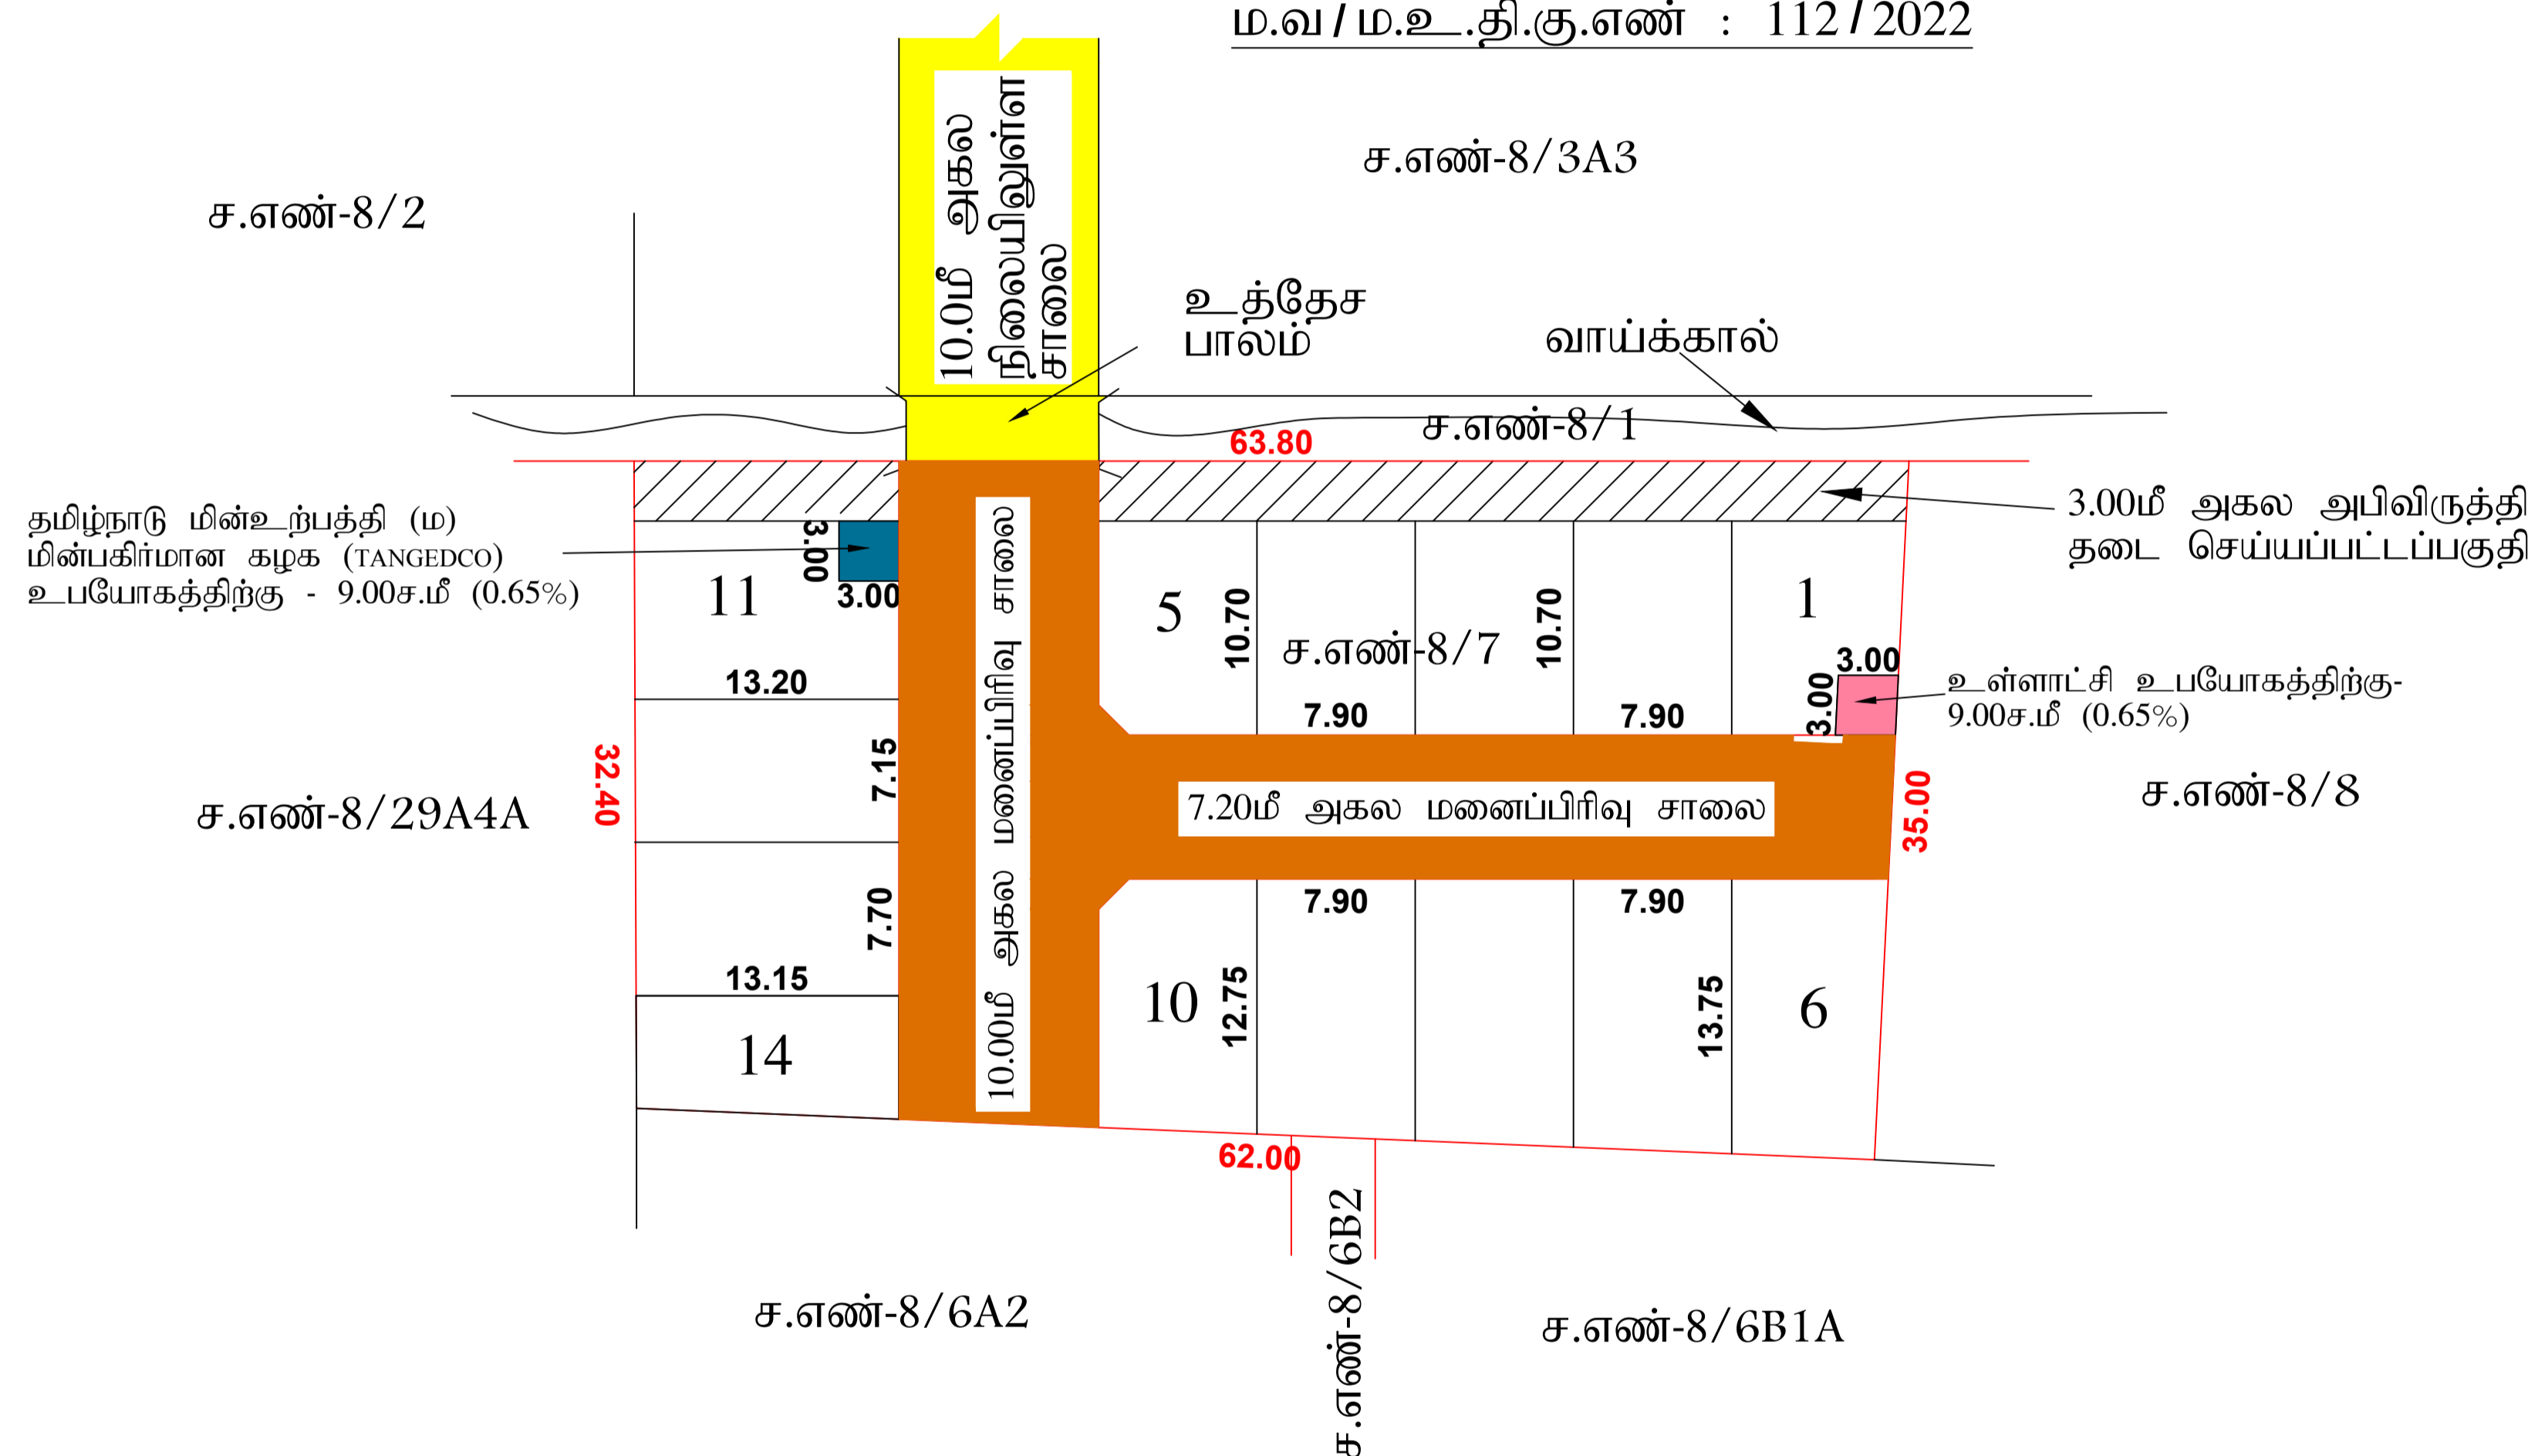 ம.வ / ம.உ.தி.கு.எண் : 112 / 2022
ச.எண்-8/3A3
ச.எண்-8/2
10.0மீ அகல
நிலையிலுள்ள
சாலை
உத்தேச
பாலம்
வாய்க்கால்
ச.எண்-8/1
63.80
3.00மீ அகல அபிவிருத்தி
தடை செய்யப்பட்டப்பகுதி
தமிழ்நாடு மின்உற்பத்தி (ம)
மின்பகிர்மான கழக (TANGEDCO)
உபயோகத்திற்கு - 9.00ச.மீ (0.65%)
3.00
3.00
11
13.20
7.15
7.70
13.15
14
32.40
10.00மீ அகல மனைப்பிரிவு சாலை
5
10.70
ச.எண்-8/7
10.70
1
7.90
7.90
3.00
3.00
உள்ளாட்சி உபயோகத்திற்கு-
9.00ச.மீ (0.65%)
7.20மீ அகல மனைப்பிரிவு சாலை
35.00
ச.எண்-8/8
ச.எண்-8/29A4A
7.90
7.90
10
12.75
13.75
6
62.00
ச.எண்-8/6B2
ச.எண்-8/6A2
ச.எண்-8/6B1A